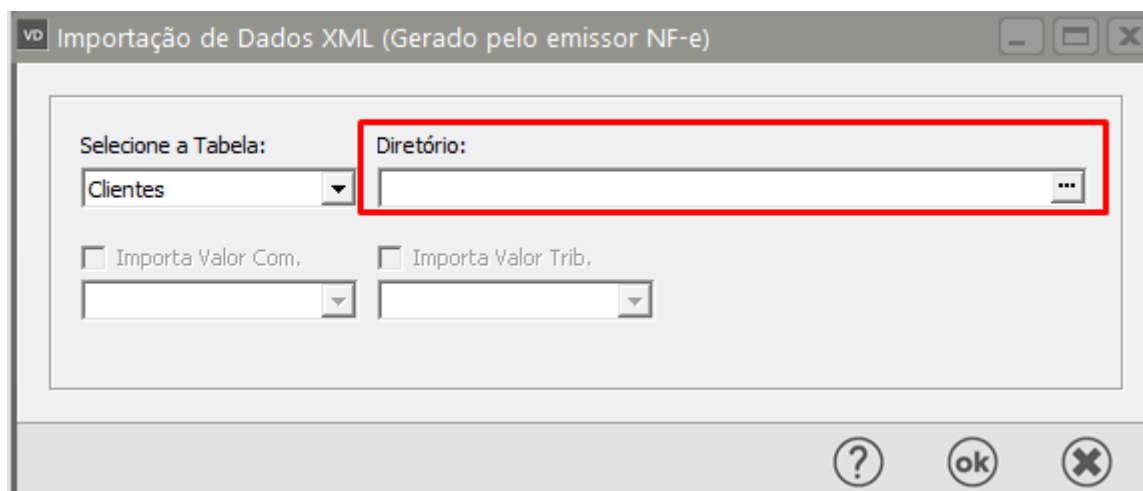 VD Importação de Dados XML (Gerado pelo emissor NF-e)
Selecione a Tabela: Diretório:
Clientes ...
Importa Valor Com. Importa Valor Trib.
? ok